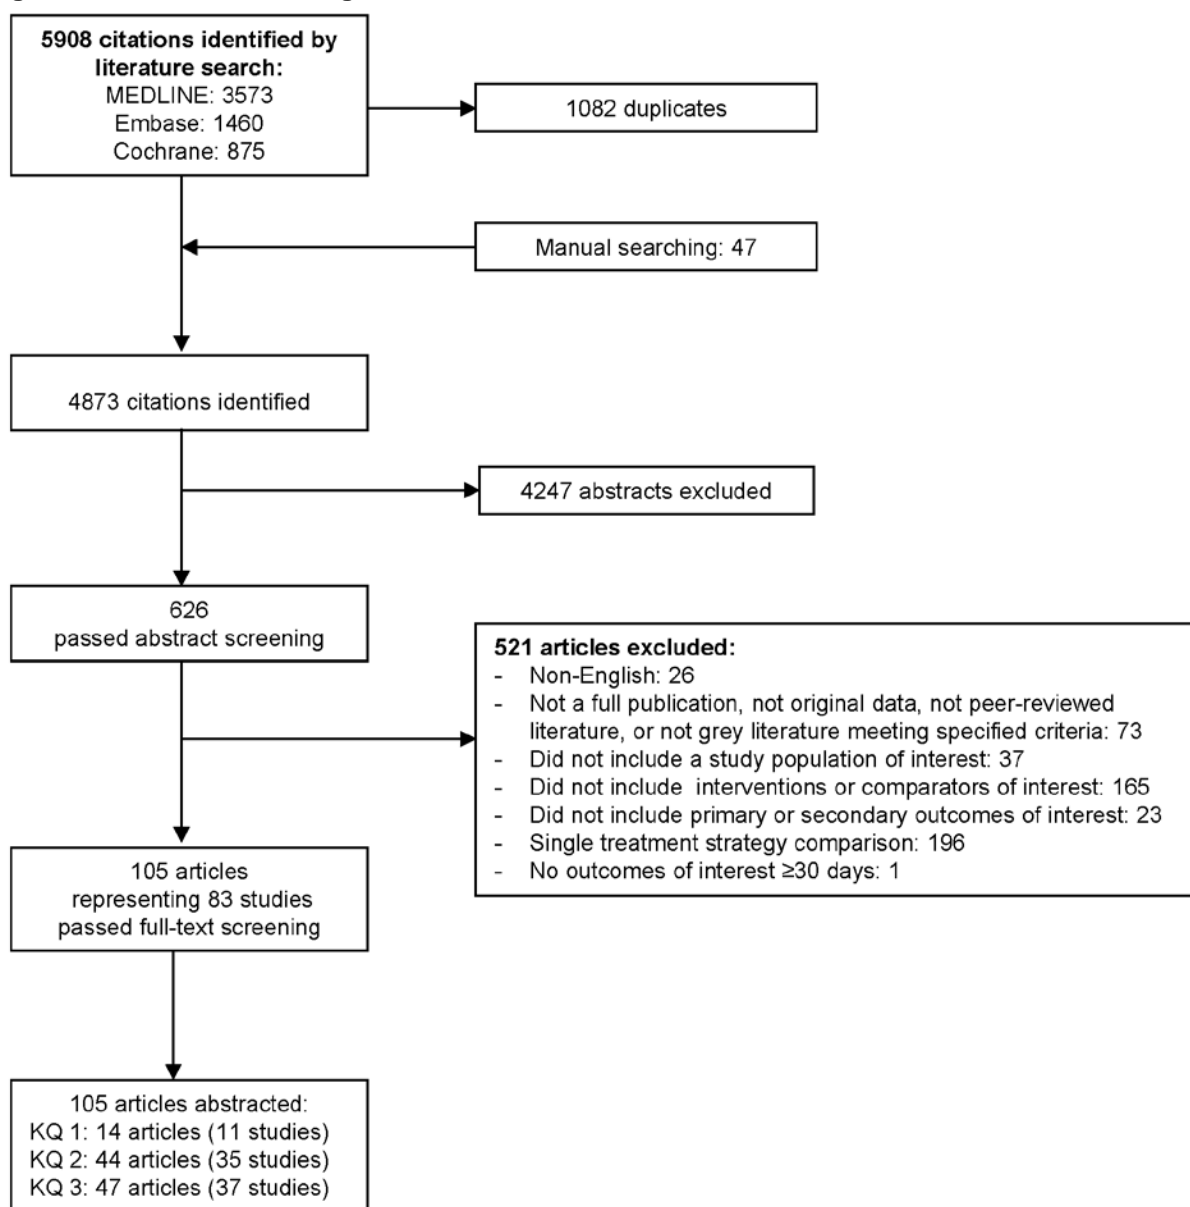 5908 citations identified by
literature search:
MEDLINE: 3573
Embase: 1460
Cochrane: 875
1082 duplicates
Manual searching: 47
4873 citations identified
4247 abstracts excluded
626
passed abstract screening
521 articles excluded:
- Non-English: 26
- Not a full publication, not original data, not peer-reviewed
literature, or not grey literature meeting specified criteria: 73
- Did not include a study population of interest: 37
- Did not include interventions or comparators of interest: 165
- Did not include primary or secondary outcomes of interest: 23
- Single treatment strategy comparison: 196
- No outcomes of interest ≥30 days: 1
105 articles
representing 83 studies
passed full-text screening
105 articles abstracted:
KQ 1: 14 articles (11 studies)
KQ 2: 44 articles (35 studies)
KQ 3: 47 articles (37 studies)